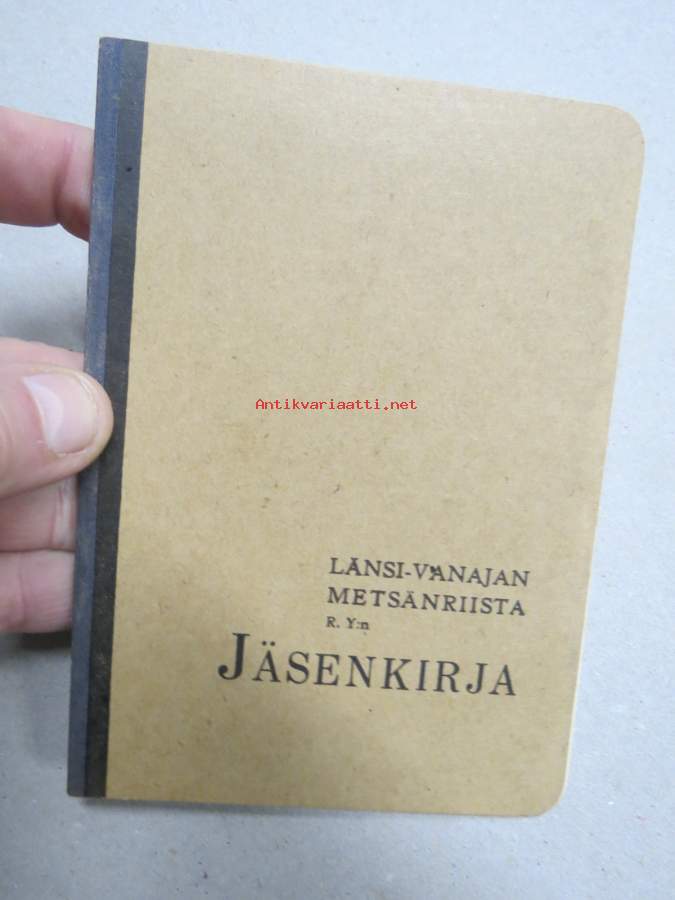 Antikvariaatti.net
LÄNSI-VANAJAN
METSÄNRIISTA
R. Y:n
JÄSENKIRJA